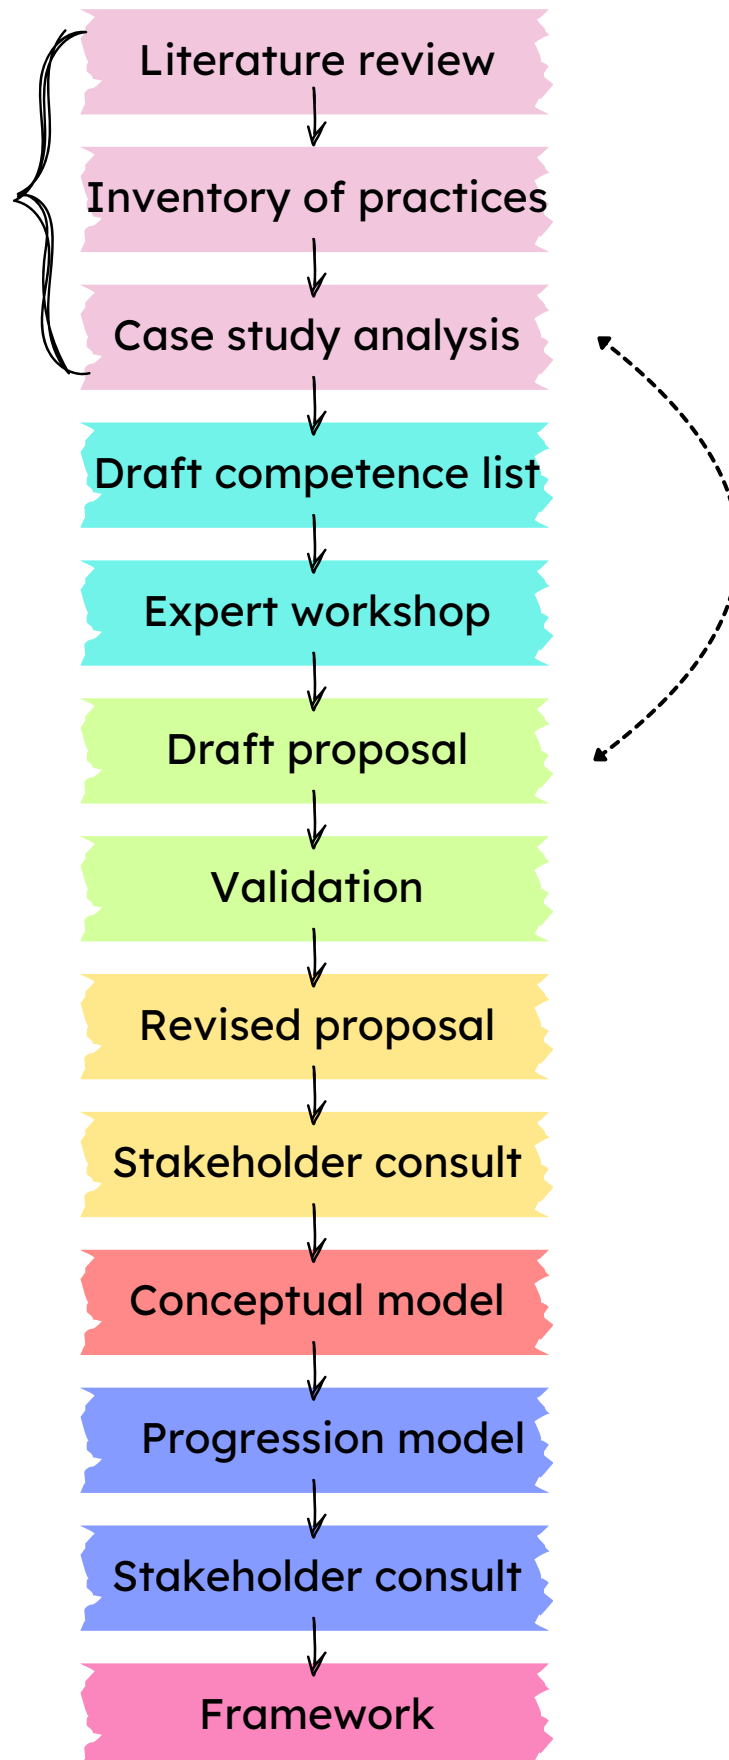 Literature review
Inventory of practices
Case study analysis
Draft competence list
Expert workshop
Draft proposal
Validation
Revised proposal
Stakeholder consult
Conceptual model
Progression model
Stakeholder consult
Framework